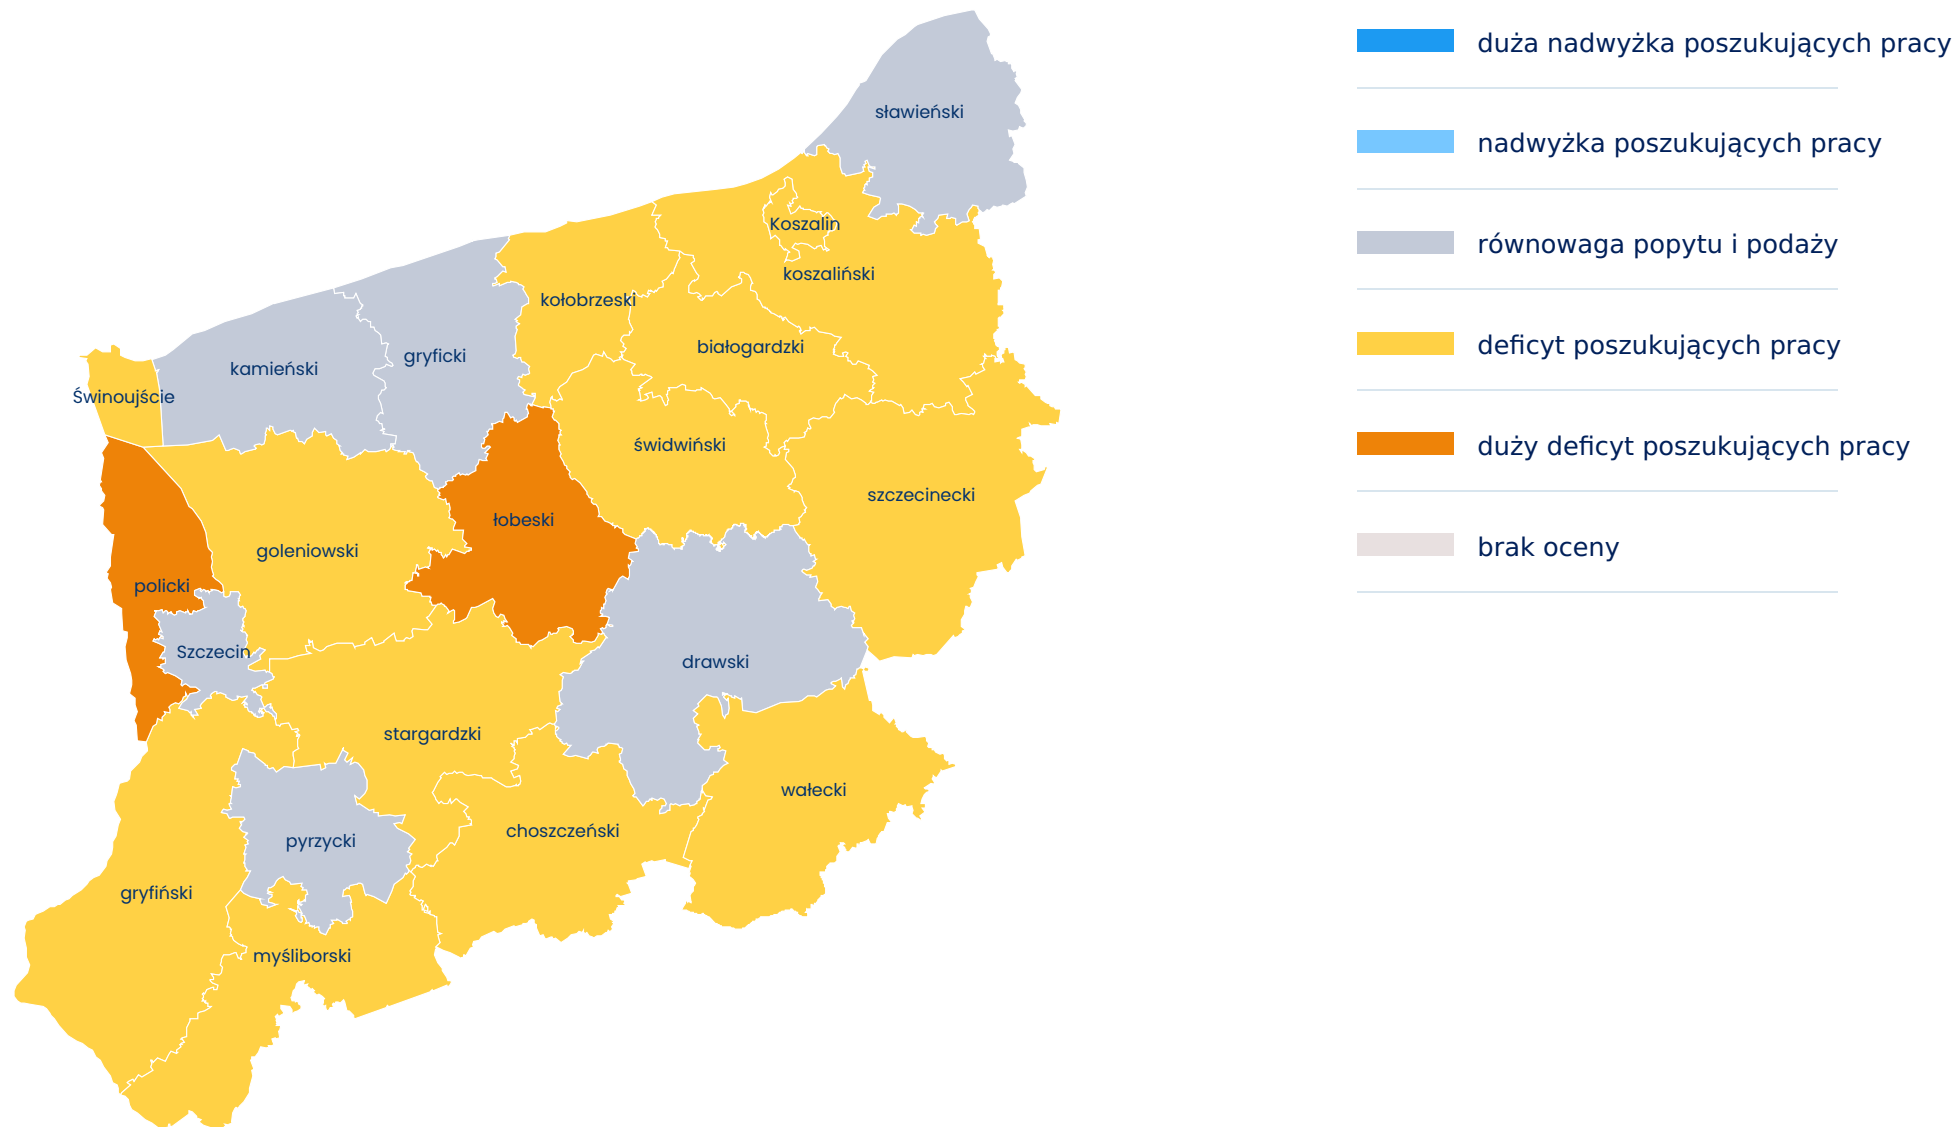 duża nadwyżka poszukujących pracy
nadwyżka poszukujących pracy
równowaga popytu i podaży
deficyt poszukujących pracy
duży deficyt poszukujących pracy
brak oceny
sławieński
Koszalin
koszaliński
kołobrzeski
białogardzki
gryficki
kamieński
Świnoujście
świdwiński
szczecinecki
łobeski
goleniowski
policki
Szczecin
drawski
stargardzki
wałecki
choszczeński
pyrzycki
gryfiński
myśliborski